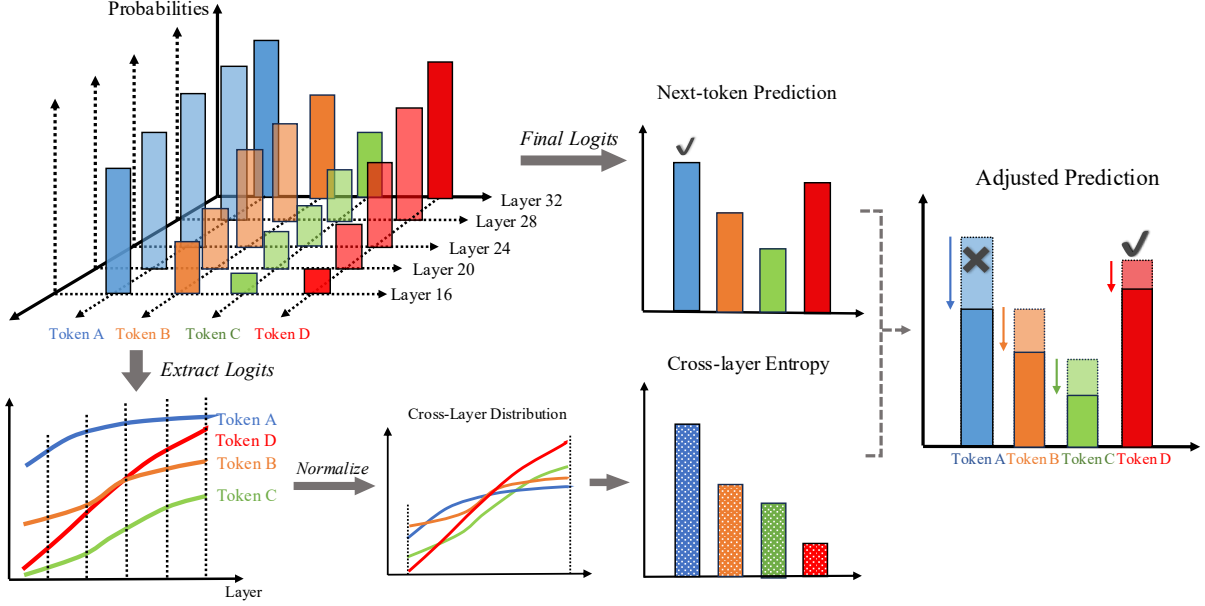 Probabilities
Layer 32
Layer 28
Layer 24
Layer 20
Layer 16
Token A
Token B
Token C
Token D
Final Logits
Next-token Prediction
Extract Logits
Token A
Token D
Token B
Token C
Layer
Normalize
Cross-Layer Distribution
Cross-layer Entropy
Adjusted Prediction
Token A
Token B
Token C
Token D